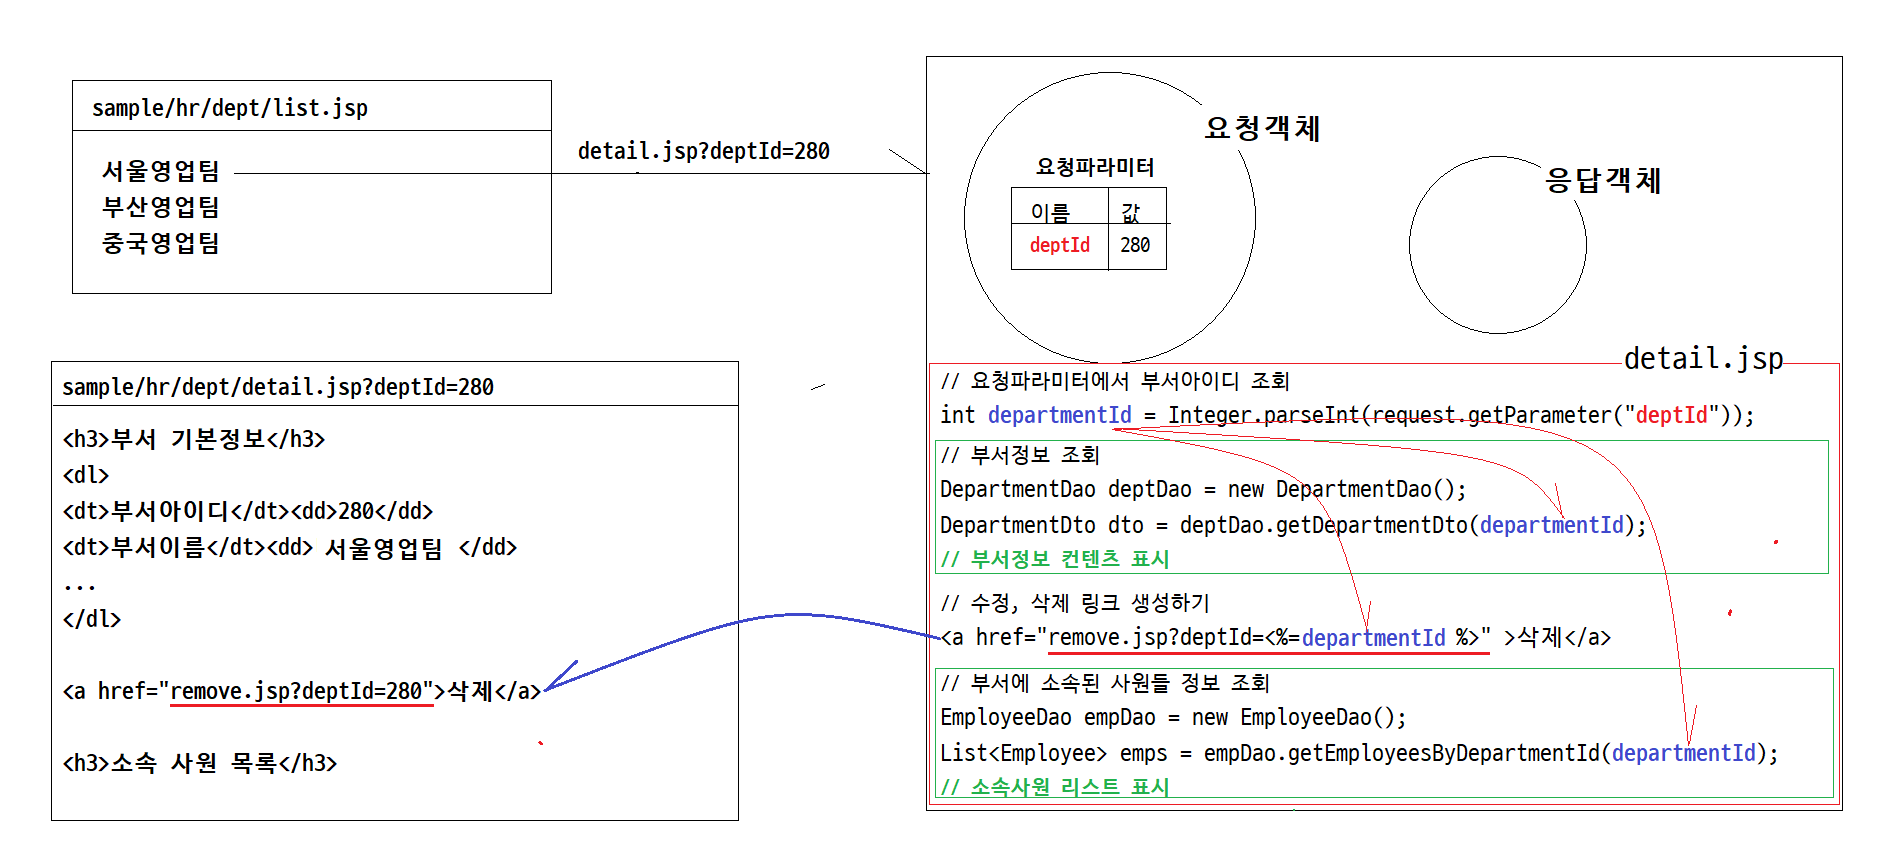 sample/hr/dept/list.jsp
서울영업팀
부산영업팀
중국영업팀
detail.jsp?deptId=280
요청객체
요청파라미터
이름 값
deptId 280
응답객체
detail.jsp
// 요청파라미터에서 부서아이디 조회
int departmentId = Integer.parseInt(request.getParameter("deptId"));
// 부서정보 조회
DepartmentDao deptDao = new DepartmentDao();
DepartmentDto dto = deptDao.getDepartmentDto(departmentId);
// 부서정보 컨텐츠 표시
// 수정, 삭제 링크 생성하기
<a href="remove.jsp?deptId=<%=departmentId %>" >삭제</a>
// 부서에 소속된 사원들 정보 조회
EmployeeDao empDao = new EmployeeDao();
List<Employee> emps = empDao.getEmployeesByDepartmentId(departmentId);
// 소속사원 리스트 표시
sample/hr/dept/detail.jsp?deptId=280
<h3>부서 기본정보</h3>
<dl>
<dt>부서아이디</dt><dd>280</dd>
<dt>부서이름</dt><dd> 서울영업팀 </dd>
...
</dl>
<a href="remove.jsp?deptId=280">삭제</a>
<h3>소속 사원 목록</h3>